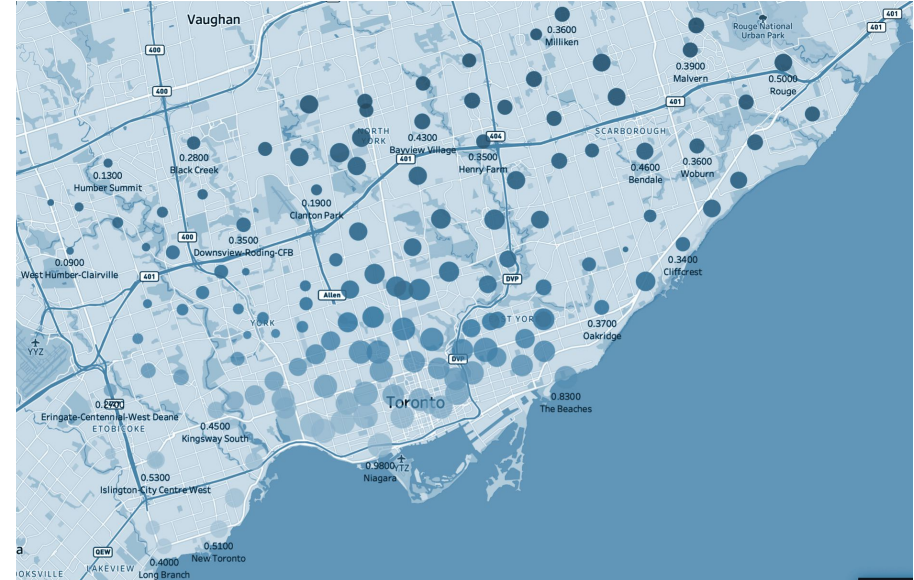 401
401
Vaughan
Rouge National
Urban Park
0.3600
Milliken
400
0.3900
Malvern
0.5000
Rouge
400
401
NORTH
YORK
0.4300
Bayview Village
404
SCARBOROUGH
401
0.3500
Henry Farm
0.2800
Black Creek
0.4600
Bendale
0.3600
Woburn
0.1300
Humber Summit
0.1900
Clanton Park
400
0.3500
Downsview-Roding-CFB
0.3400
Cliffcrest
0.0900
West Humber-Clairville
401
DVP
Allen
YORK
EAST YORK
0.3700
Oakridge
YYZ
DVP
0.8300
The Beaches
Toronto
Eringate-Centennial-West Deane
ETOBICOKE
0.4500
Kingsway South
0.9800
YTZ
Niagara
0.5300
Islington-City Centre West
0.5100
New Toronto
QEW
0.4000
Long Branch
LAKEVIEW
OOKSVILLE
a